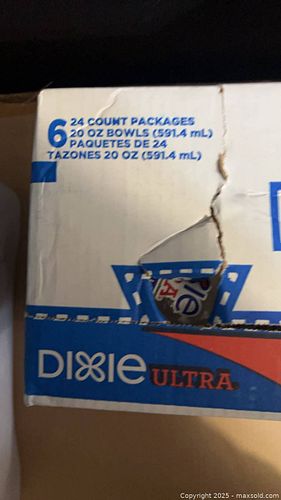 6 24 COUNT PACKAGES
20 OZ BOWLS (591.4 mL)
PAQUETES DE 24
TAZONES 20 OZ (591.4 mL)
DIXIE ULTRA
Copyright © 2025 - maxsold.com